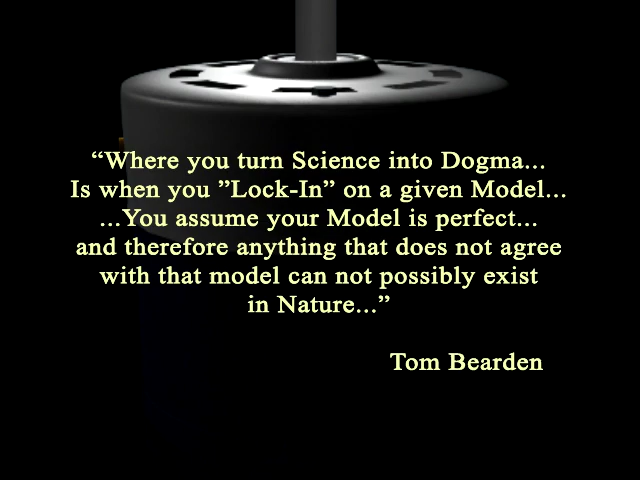 “Where you turn Science into Dogma...
Is when you ”Lock-In” on a given Model...
...You assume your Model is perfect...
and therefore anything that does not agree
with that model can not possibly exist
in Nature...”
Tom Bearden